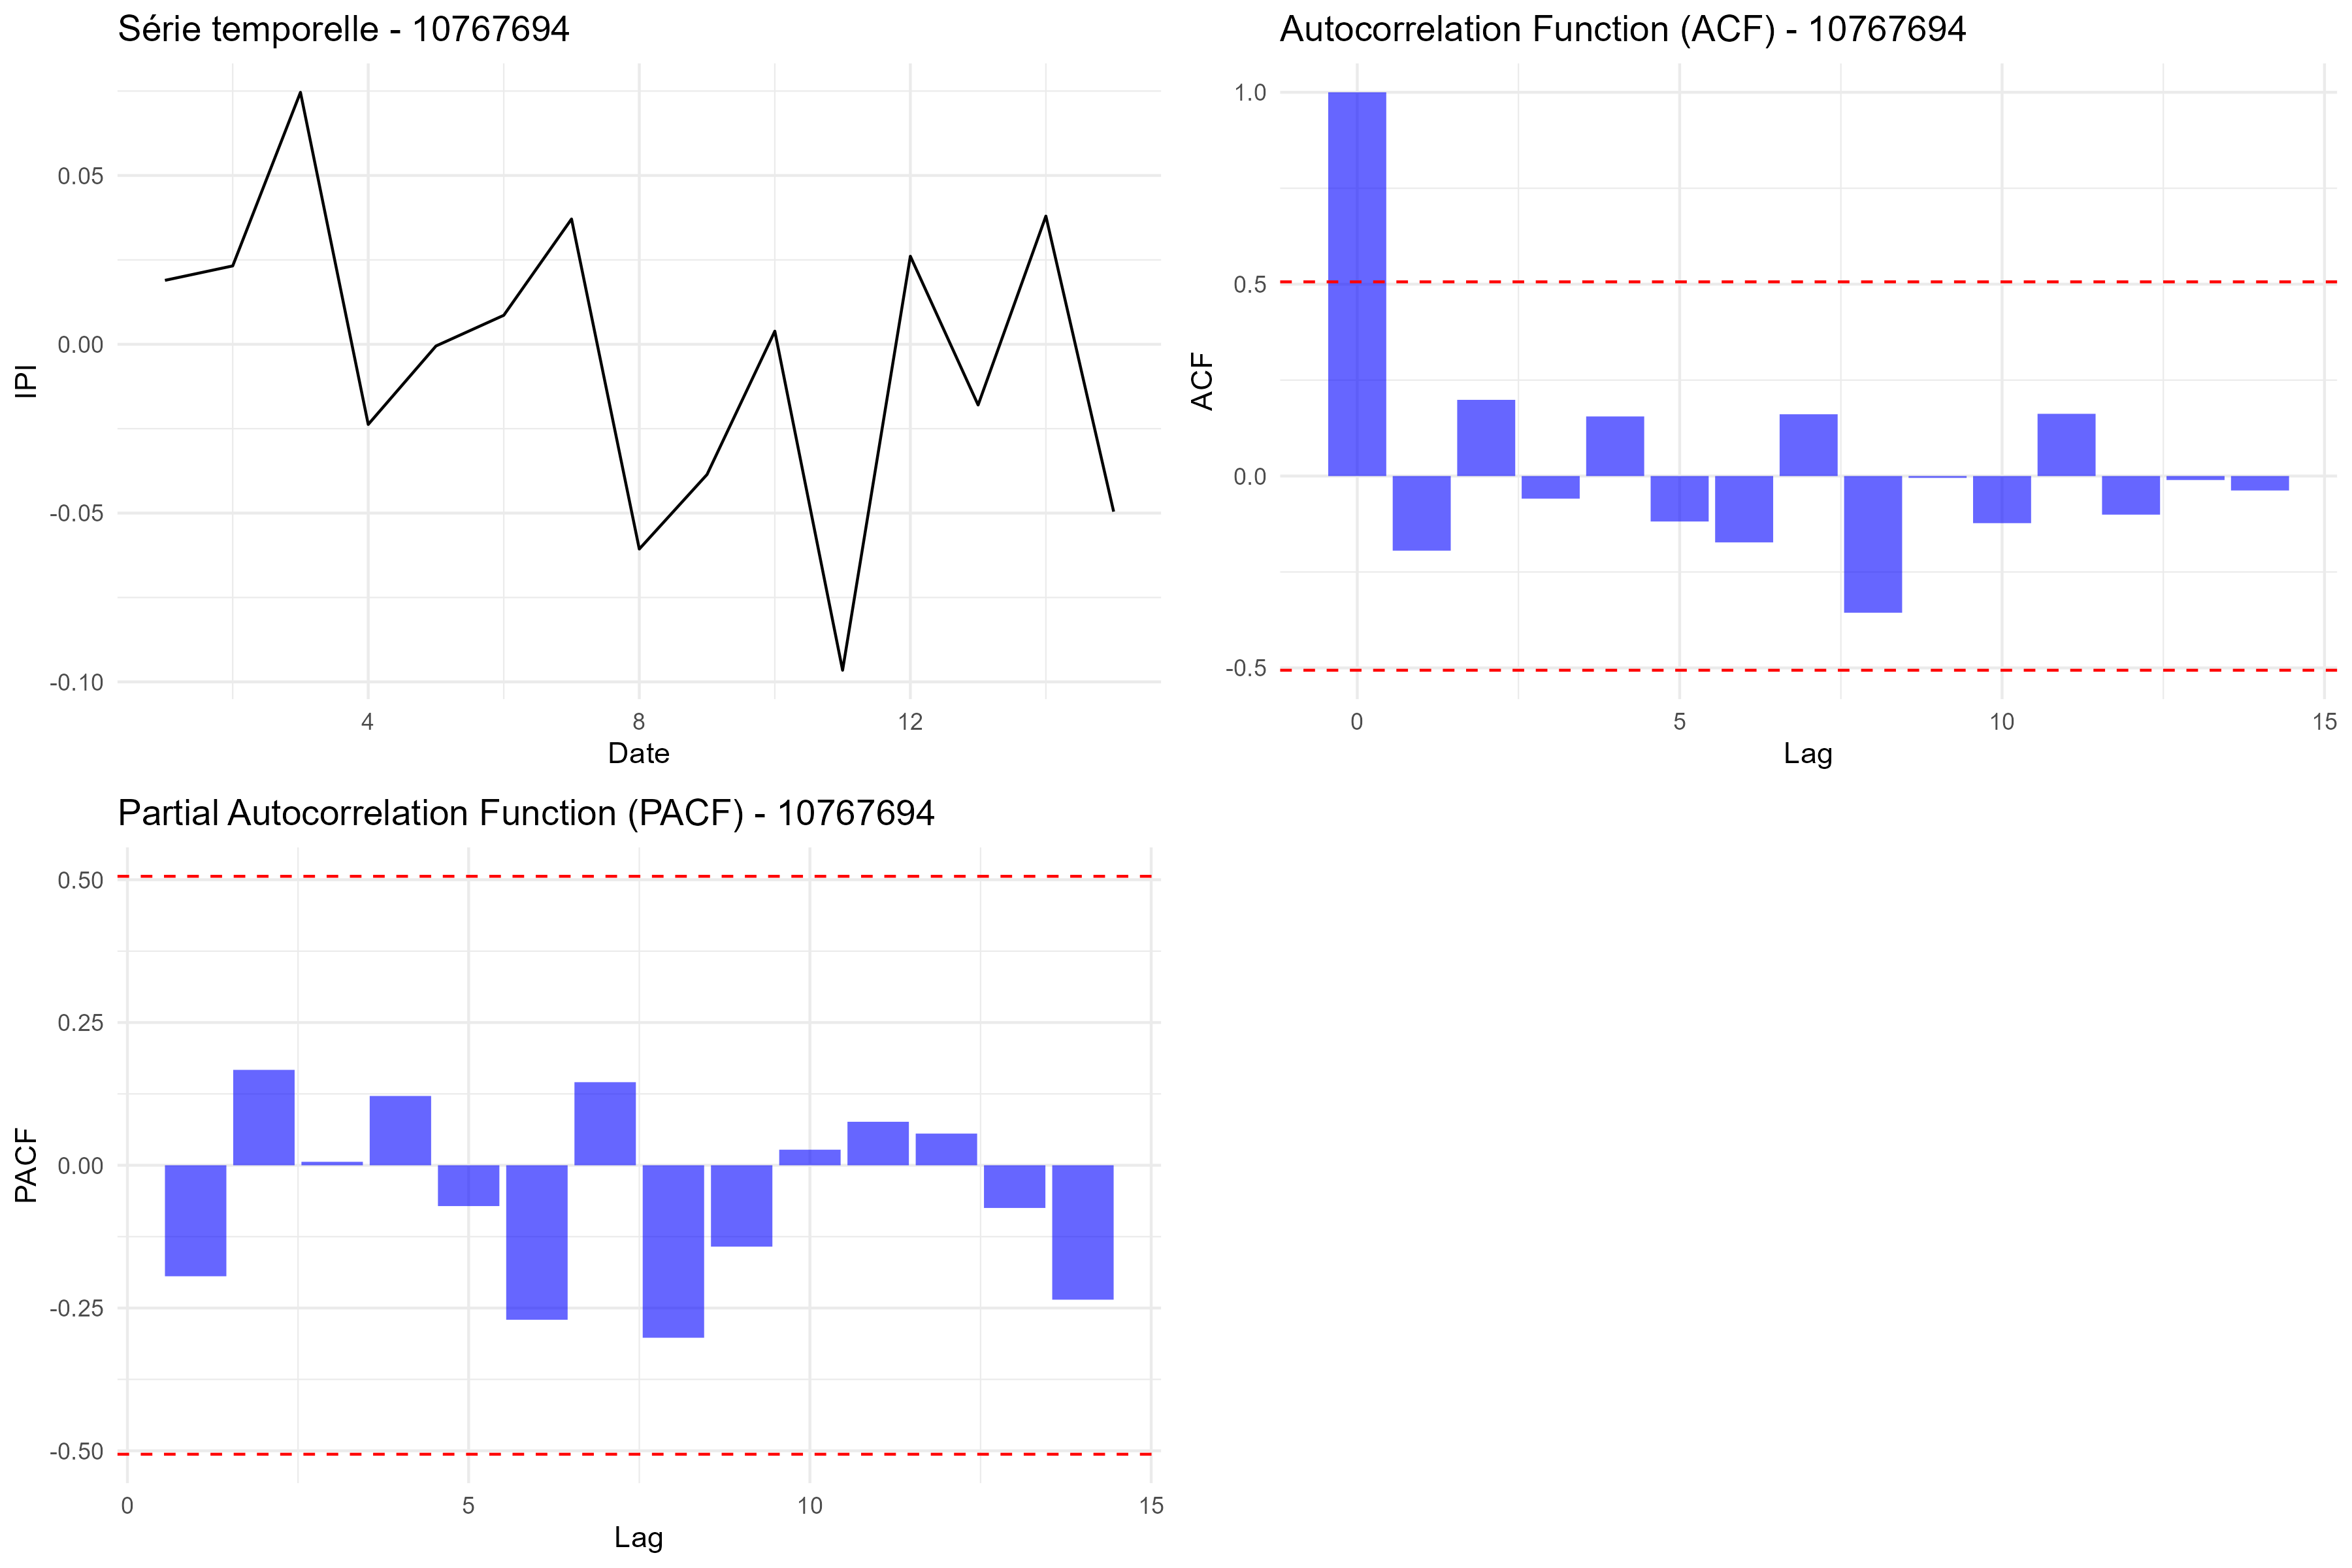 Série temporelle - 10767694
0.05
0.00
-0.05
-0.10
IPI
4
8
12
Date
Autocorrelation Function (ACF) - 10767694
1.0
0.5
0.0
-0.5
ACF
0
5
10
15
Lag
Partial Autocorrelation Function (PACF) - 10767694
0.50
0.25
0.00
-0.25
-0.50
PACF
0
5
10
15
Lag